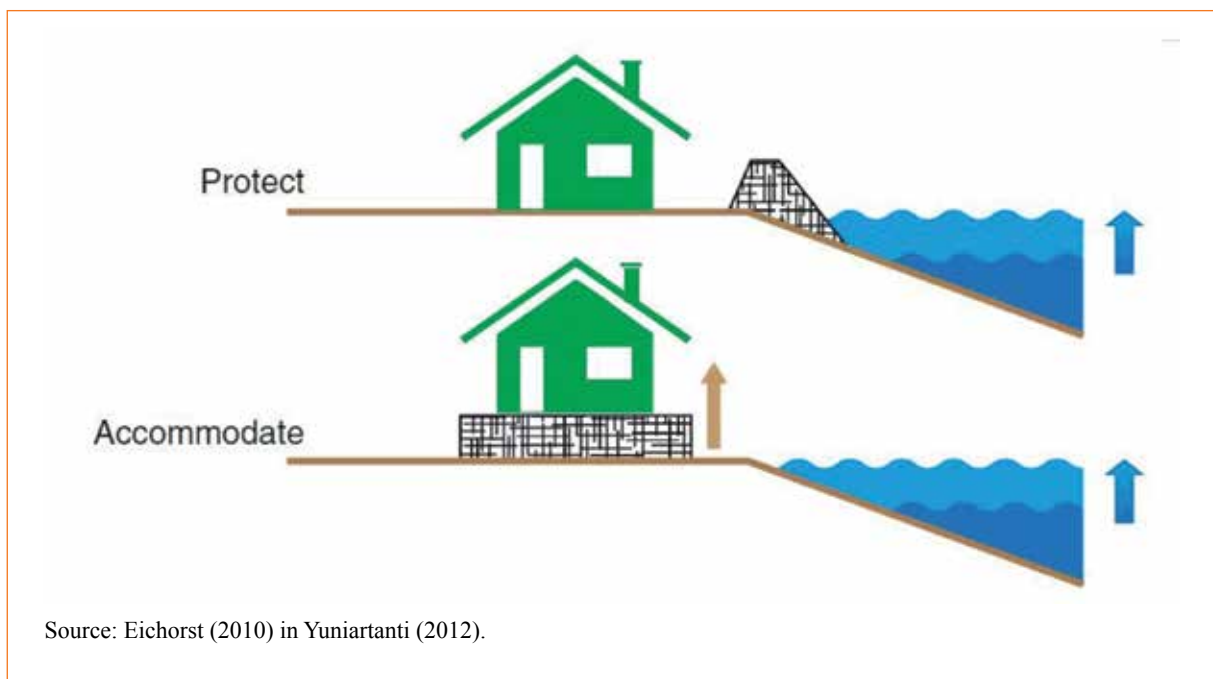 Protect
Accommodate
Source: Eichorst (2010) in Yuniartanti (2012).